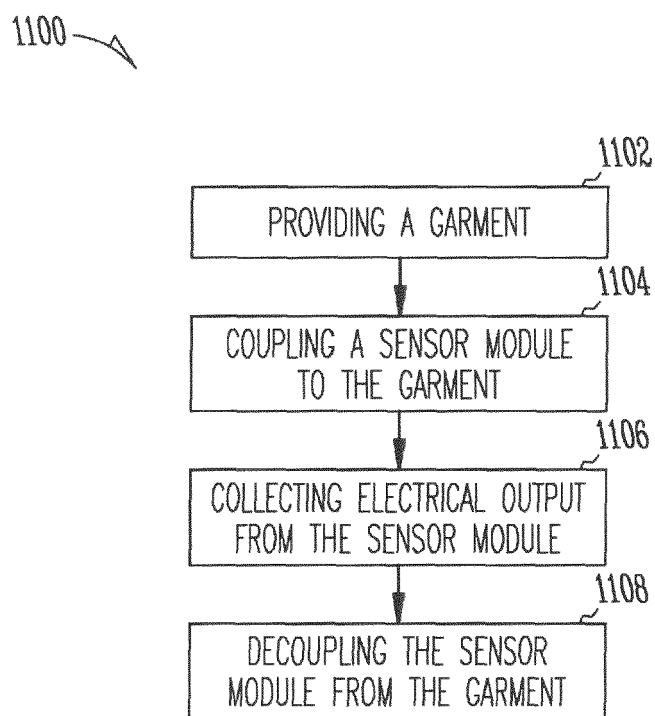 1100
1102
PROVIDING A GARMENT
1104
COUPLING A SENSOR MODULE
TO THE GARMENT
1106
COLLECTING ELECTRICAL OUTPUT
FROM THE SENSOR MODULE
1108
DECOUPLING THE SENSOR
MODULE FROM THE GARMENT